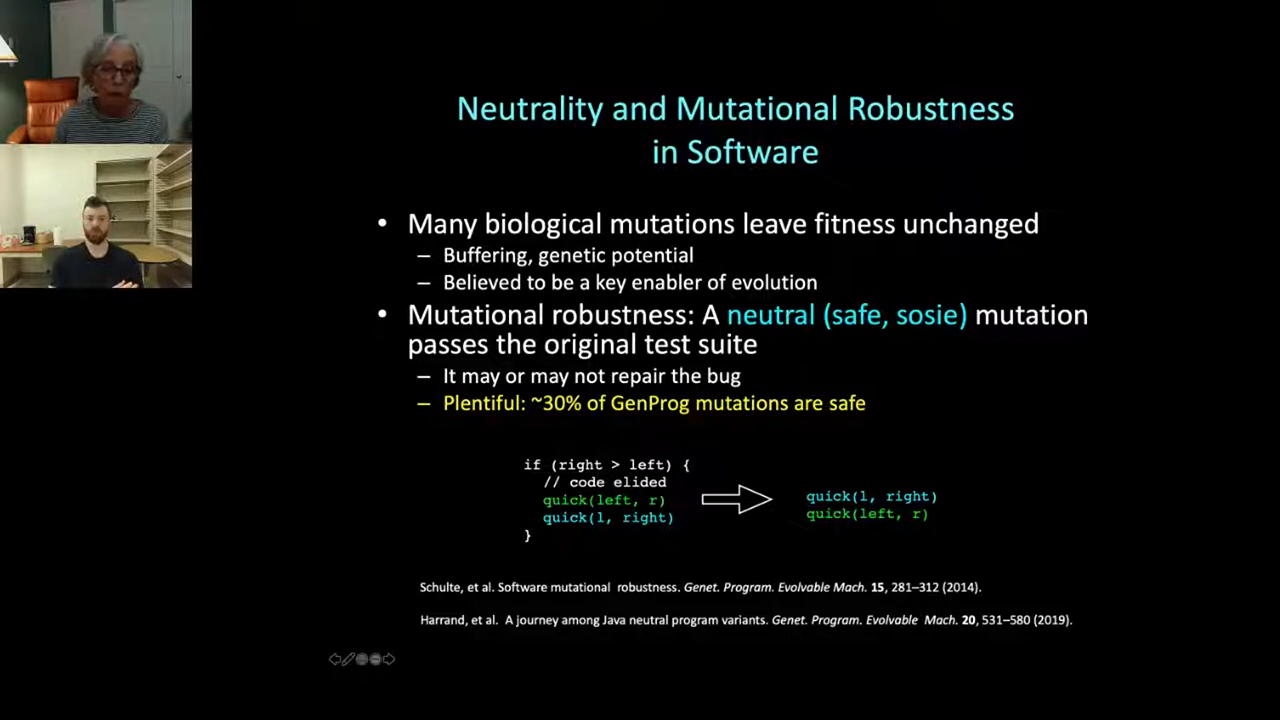 Neutrality and Mutational Robustness
in Software
• Many biological mutations leave fitness unchanged
– Buffering, genetic potential
– Believed to be a key enabler of evolution
• Mutational robustness: A neutral (safe, sosie) mutation
passes the original test suite
– It may or may not repair the bug
– Plentiful: ~30% of GenProg mutations are safe
if (right > left) {
// code elided
quick(left, r)
quick(l, right)
}
quick(l, right)
quick(left, r)
Schulte, et al. Software mutational robustness. Genet. Program. Evolvable Mach. 15, 281–312 (2014).
Harrand, et al. A journey among Java neutral program variants. Genet. Program. Evolvable Mach. 20, 531–580 (2019).